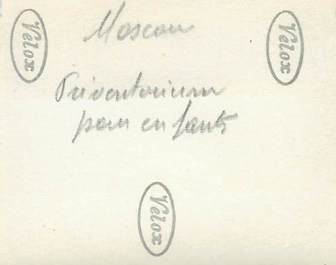 Velox
Moscou
Velox
Préventorium
pour enfants
Velox